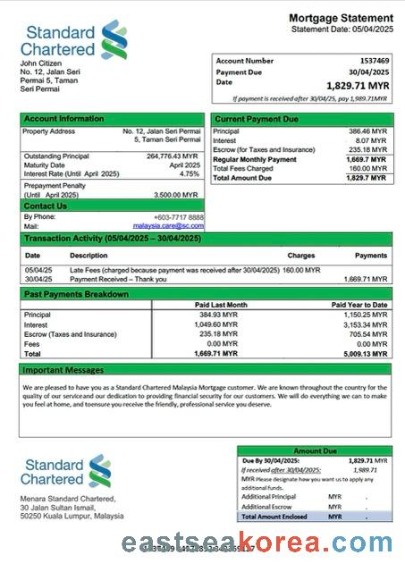 Standard
Chartered
Mortgage Statement
Statement Date: 05/04/2025
John Citizen
No. 12, Jalan Seri
Permai 5, Taman
Seri Permai
Account Number 1537469
Payment Due 30/04/2025
Date 1,829.71 MYR
If payment is received after 30/04/25, pay 1,989.71MYR
Account Information
Property Address No. 12, Jalan Seri Permai
5, Taman Seri Permai
Outstanding Principal 264,776.43 MYR
Maturity Date April 2025
Interest Rate (Until April 2025) 4.75%
Prepayment Penalty
(Until April 2025) 3,500.00 MYR
Contact Us
By Phone: +603-7717 8888
Mail: malaysia.care@sc.com
Current Payment Due
Principal 386.46 MYR
Interest 8.07 MYR
Escrow (for Taxes and Insurance) 235.18 MYR
Regular Monthly Payment 1,669.7 MYR
Total Fees Charged 160.00 MYR
Total Amount Due 1,829.7 MYR
Transaction Activity (05/04/2025 – 30/04/2025)
Date Description Charges Payments
05/04/25 Late Fees (charged because payment was received after 30/04/2025) 160.00 MYR
30/04/25 Payment Received – Thank you 1,669.71 MYR
Past Payments Breakdown
Paid Last Month Paid Year to Date
Principal 384.93 MYR 1,150.25 MYR
Interest 1,049.60 MYR 3,153.34 MYR
Escrow (Taxes and Insurance) 235.18 MYR 705.54 MYR
Fees 0.00 MYR 0.00 MYR
Total 1,669.71 MYR 5,009.13 MYR
Important Messages
We are pleased to have you as a Standard Chartered Malaysia Mortgage customer. We are known throughout the country for the
quality of our serviceand our dedication to providing financial security for our customers. We will do everything we can to make
you feel at home, and toensure you receive the friendly, professional service you deserve.
Standard
Chartered
Menara Standard Chartered,
30 Jalan Sultan Ismail,
50250 Kuala Lumpur, Malaysia
Amount Due
Due By 30/04/2025: 1,829.71 MYR
If received after 30/04/2025: 1,989.71
MYR Please designate how you want us to apply any
additional funds.
Additional Principal MYR .
Additional Escrow MYR .
Total Amount Enclosed MYR .
eastseakorea.com